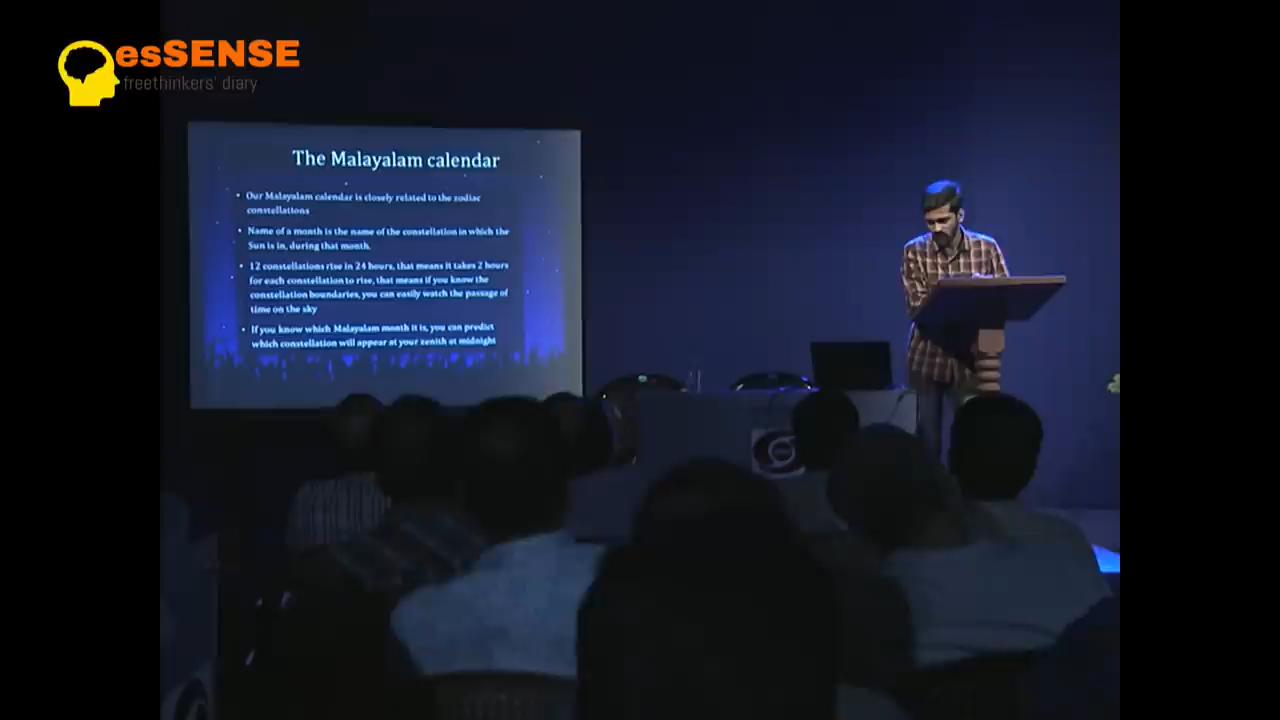 esSENSE
freethinkers' diary
The Malayalam calendar
• Our Malayalam calendar is closely related to the zodiac
constellations
• Name of a month is the name of the constellation in which the
Sun is in, during that month.
• 12 constellations rise in 24 hours, that means it takes 2 hours
for each constellation to rise, that means if you know the
constellation boundaries, you can easily watch the passage of
time on the sky
• If you know which Malayalam month it is, you can predict
which constellation will appear at your zenith at midnight